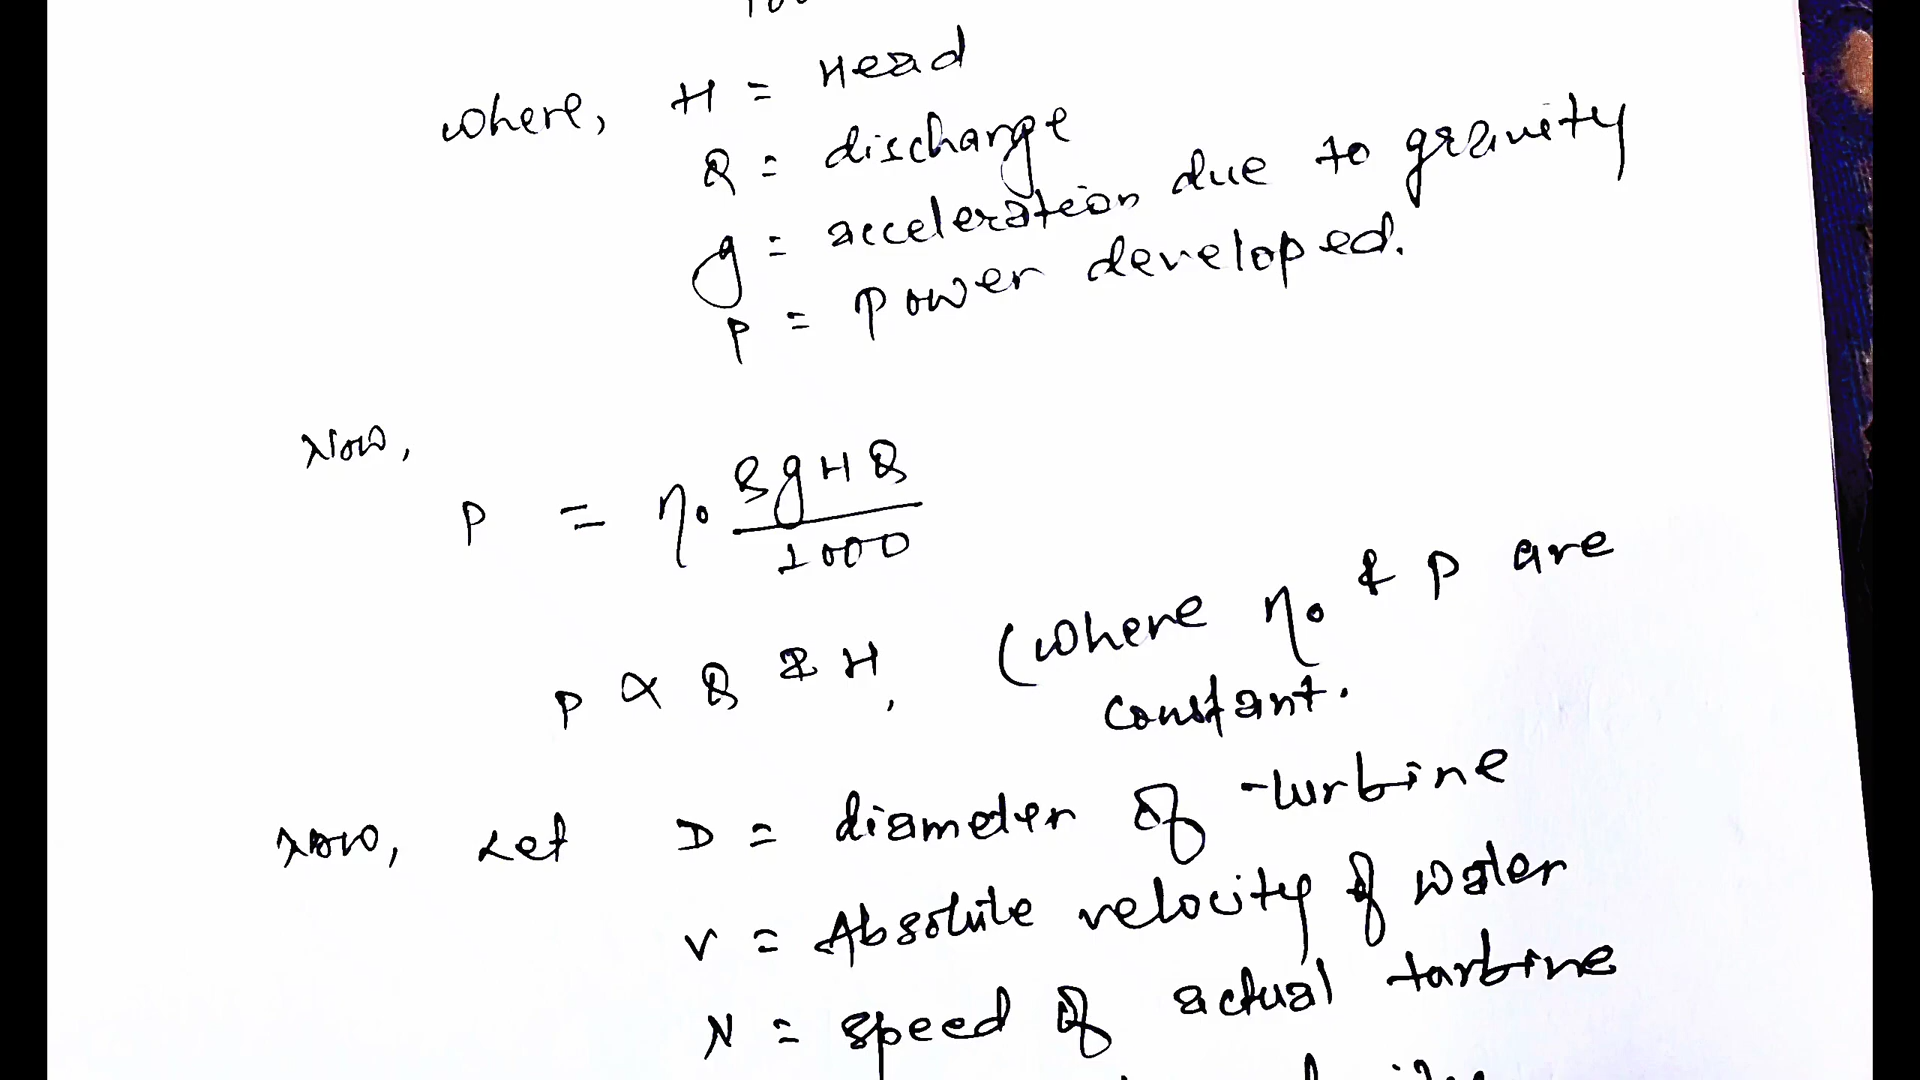 where, H = Head
Q = discharge
g = acceleration due to gravity
P = Power developed.
Now,
P = η₀ ρgHQ / 1000
P ∝ Q & H, (where η₀ & ρ are
constant.
Now, Let D = diameter of turbine
V = Absolute velocity of water
N = speed of actual turbine